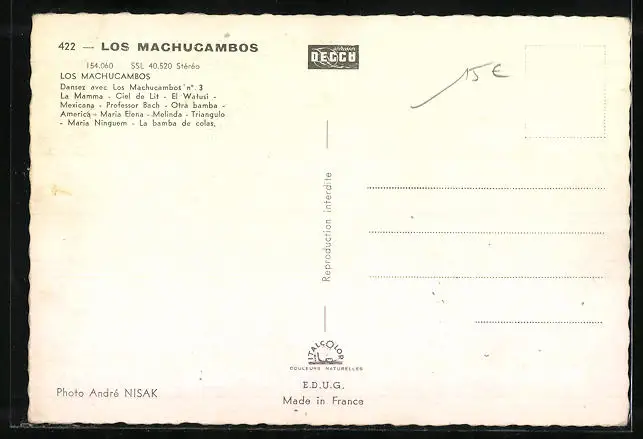 422 — LOS MACHUCAMBOS
154.060 SSL 40.520 Stéréo
LOS MACHUCAMBOS
Dansez avec Los Machucambos n°. 3
La Mamma - Ciel de Lit - El Watusi -
Mexicana - Professor Bach - Otra bamba -
America - Maria Elena - Melinda - Triangulo
- Maria Ninguem - La bamba de colas,
DECCA
15 €
Reproduction interdite
ITALCOLOR
COULEURS NATURELLES
E.D.U.G.
Made in France
Photo André NISAK